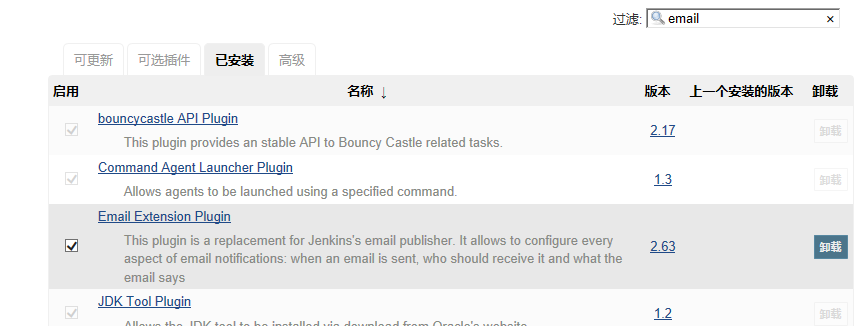 过滤: email ×
可更新 可选插件 已安装 高级
启用 名称 ↓ 版本 上一个安装的版本 卸载
bouncycastle API Plugin
This plugin provides an stable API to Bouncy Castle related tasks.
2.17 卸载
Command Agent Launcher Plugin
Allows agents to be launched using a specified command.
1.3 卸载
Email Extension Plugin
This plugin is a replacement for Jenkins's email publisher. It allows to configure every
aspect of email notifications: when an email is sent, who should receive it and what the
email says
2.63 卸载
JDK Tool Plugin
Allows the JDK tool to be installed via download from Oracle's website.
1.2 卸载